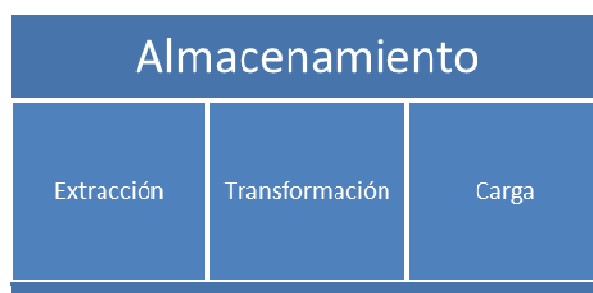 Almacenamiento
Extracción
Transformación
Carga